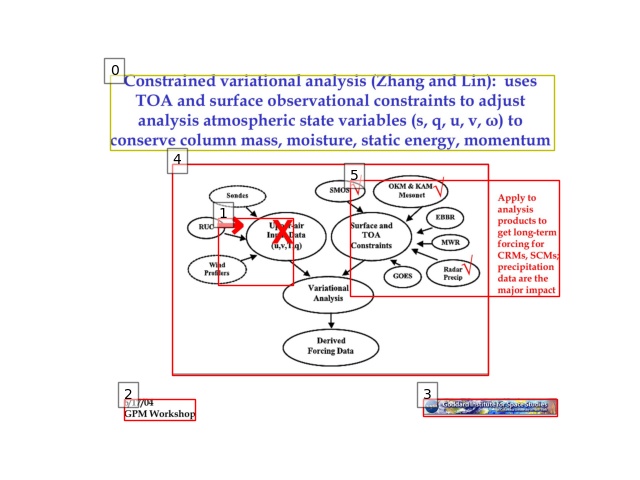 0
Constrained variational analysis (Zhang and Lin): uses
TOA and surface observational constraints to adjust
analysis atmospheric state variables (s, q, u, v, ω) to
conserve column mass, moisture, static energy, momentum
4
5
Sondes
SMOS
√
OKM & KAM
Mesonet
√
1
RUC
X
Input Data
(u,v,T,q)
Surface and
TOA
Constraints
EBBR
MWR
Wind
Profilers
GOES
Radar
Precip
√
Apply to
analysis
products to
get long-term
forcing for
CRMs, SCMs;
precipitation
data are the
major impact
Variational
Analysis
Derived
Forcing Data
2
/17/04
GPM Workshop
3
Goddard Institute for Space Studies